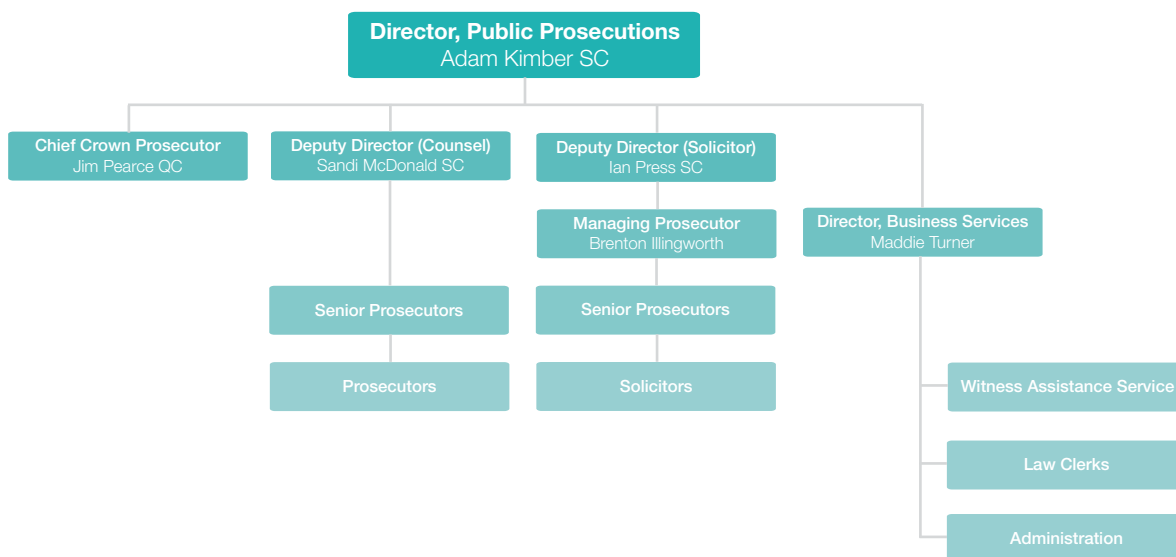 Director, Public Prosecutions
Adam Kimber SC
Chief Crown Prosecutor
Jim Pearce QC
Deputy Director (Counsel)
Sandi McDonald SC
Deputy Director (Solicitor)
Ian Press SC
Managing Prosecutor
Brenton Illingworth
Director, Business Services
Maddie Turner
Senior Prosecutors
Senior Prosecutors
Prosecutors
Solicitors
Witness Assistance Service
Law Clerks
Administration